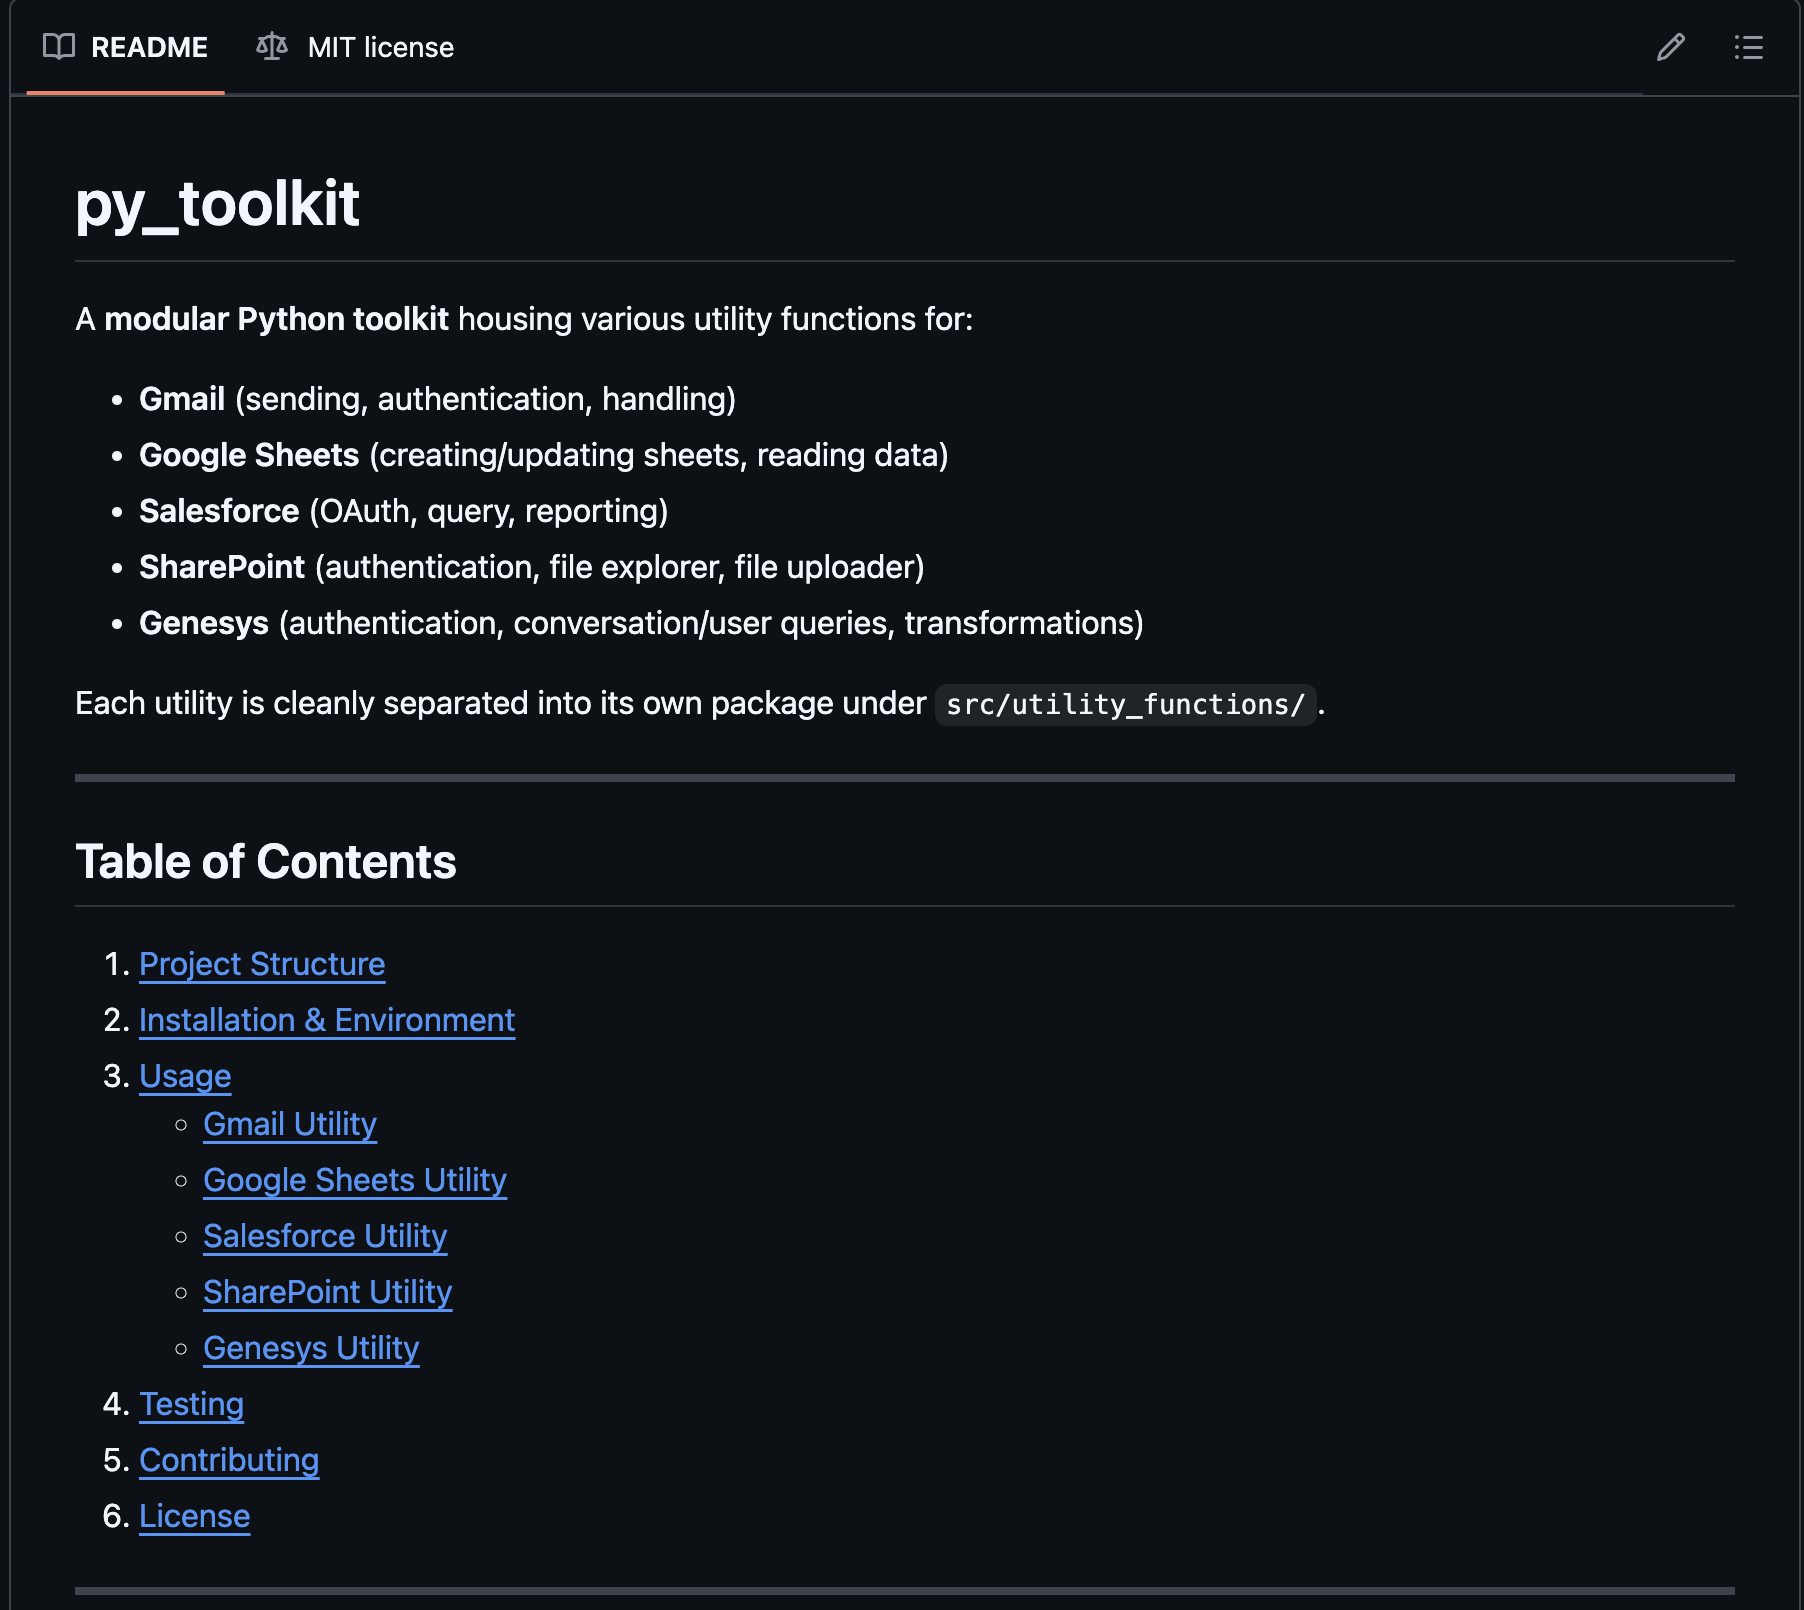 README MIT license
py_toolkit
A modular Python toolkit housing various utility functions for:
• Gmail (sending, authentication, handling)
• Google Sheets (creating/updating sheets, reading data)
• Salesforce (OAuth, query, reporting)
• SharePoint (authentication, file explorer, file uploader)
• Genesys (authentication, conversation/user queries, transformations)
Each utility is cleanly separated into its own package under src/utility_functions/.
Table of Contents
1. Project Structure
2. Installation & Environment
3. Usage
◦ Gmail Utility
◦ Google Sheets Utility
◦ Salesforce Utility
◦ SharePoint Utility
◦ Genesys Utility
4. Testing
5. Contributing
6. License